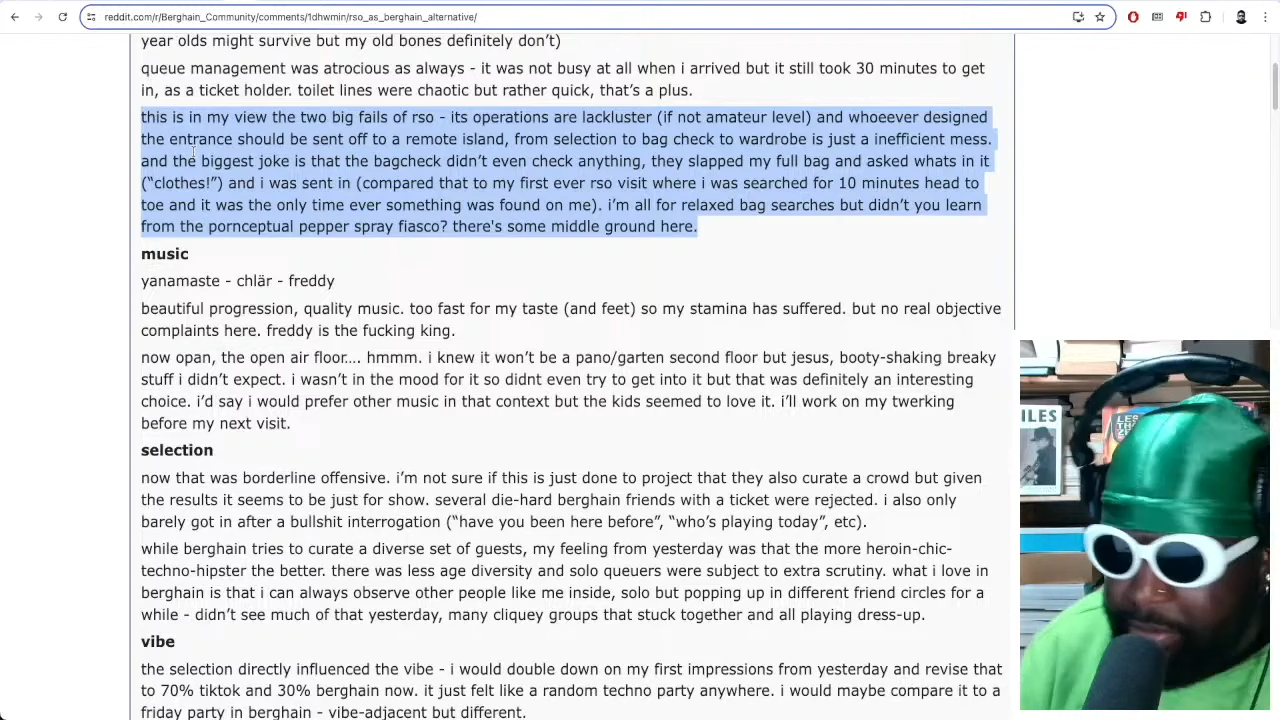 reddit.com/r/Berghain_Community/comments/1dhwmin/rso_as_berghain_alternative/
year olds might survive but my old bones definitely don’t)
queue management was atrocious as always - it was not busy at all when i arrived but it still took 30 minutes to get
in, as a ticket holder. toilet lines were chaotic but rather quick, that’s a plus.
this is in my view the two big fails of rso - its operations are lackluster (if not amateur level) and whoeever designed
the entrance should be sent off to a remote island, from selection to bag check to wardrobe is just a inefficient mess.
and the biggest joke is that the bagcheck didn’t even check anything, they slapped my full bag and asked whats in it
(“clothes!”) and i was sent in (compared that to my first ever rso visit where i was searched for 10 minutes head to
toe and it was the only time ever something was found on me). i’m all for relaxed bag searches but didn’t you learn
from the pornceptual pepper spray fiasco? there's some middle ground here.
music
yanamaste - chlär - freddy
beautiful progression, quality music. too fast for my taste (and feet) so my stamina has suffered. but no real objective
complaints here. freddy is the fucking king.
now opan, the open air floor…. hmmm. i knew it won’t be a pano/garten second floor but jesus, booty-shaking breaky
stuff i didn’t expect. i wasn’t in the mood for it so didnt even try to get into it but that was definitely an interesting
choice. i’d say i would prefer other music in that context but the kids seemed to love it. i’ll work on my twerking
before my next visit.
selection
now that was borderline offensive. i’m not sure if this is just done to project that they also curate a crowd but given
the results it seems to be just for show. several die-hard berghain friends with a ticket were rejected. i also only
barely got in after a bullshit interrogation (“have you been here before”, “who’s playing today”, etc).
while berghain tries to curate a diverse set of guests, my feeling from yesterday was that the more heroin-chic-
techno-hipster the better. there was less age diversity and solo queuers were subject to extra scrutiny. what i love in
berghain is that i can always observe other people like me inside, solo but popping up in different friend circles for a
while - didn’t see much of that yesterday, many cliquey groups that stuck together and all playing dress-up.
vibe
the selection directly influenced the vibe - i would double down on my first impressions from yesterday and revise that
to 70% tiktok and 30% berghain now. it just felt like a random techno party anywhere. i would maybe compare it to a
friday party in berghain - vibe-adjacent but different.
ILES